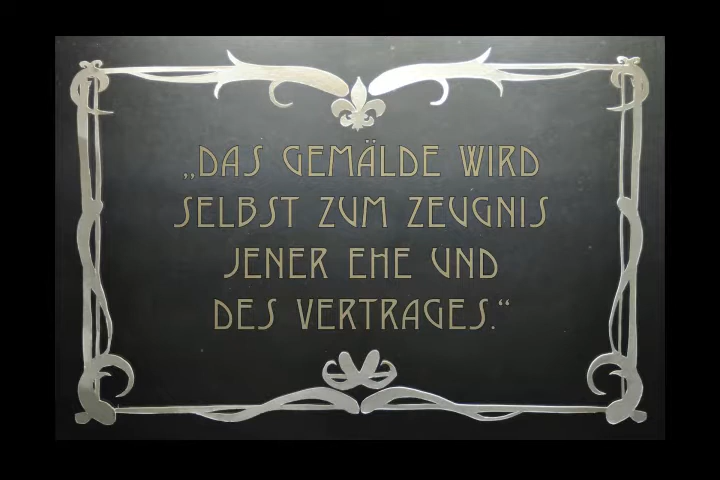 „DAS GEMÄLDE WIRD
SELBST ZUM ZEUGNIS
JENER EHE UND
DES VERTRAGES.“